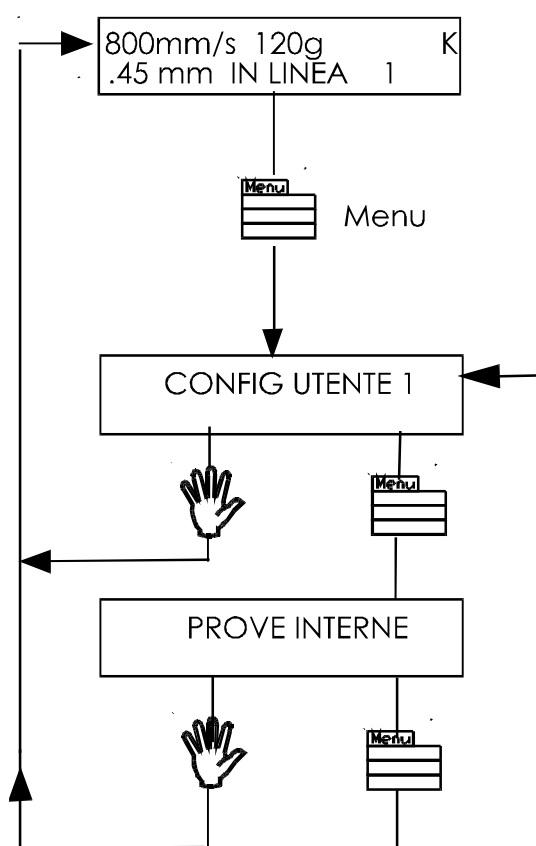 800mm/s 120g K
.45 mm IN LINEA 1
Menu
Menu
CONFIG UTENTE 1
Menu
PROVE INTERNE
Menu